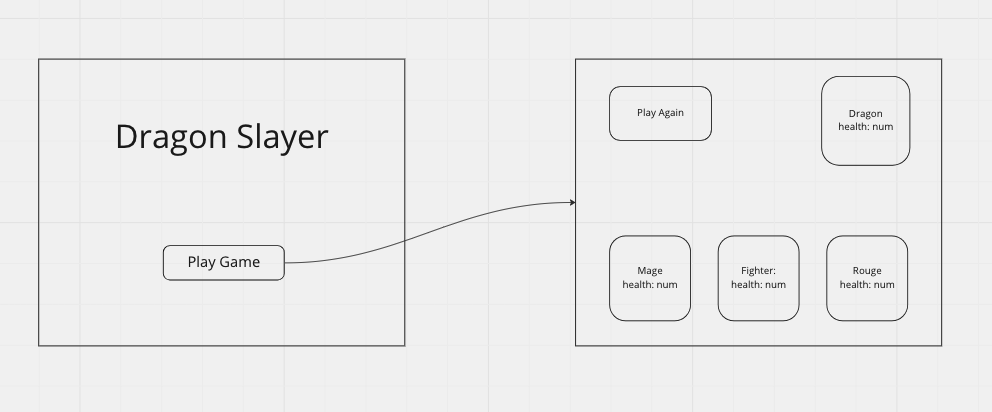 Dragon Slayer
Play Game
Play Again
Dragon
health: num
Mage
health: num
Fighter:
health: num
Rouge
health: num